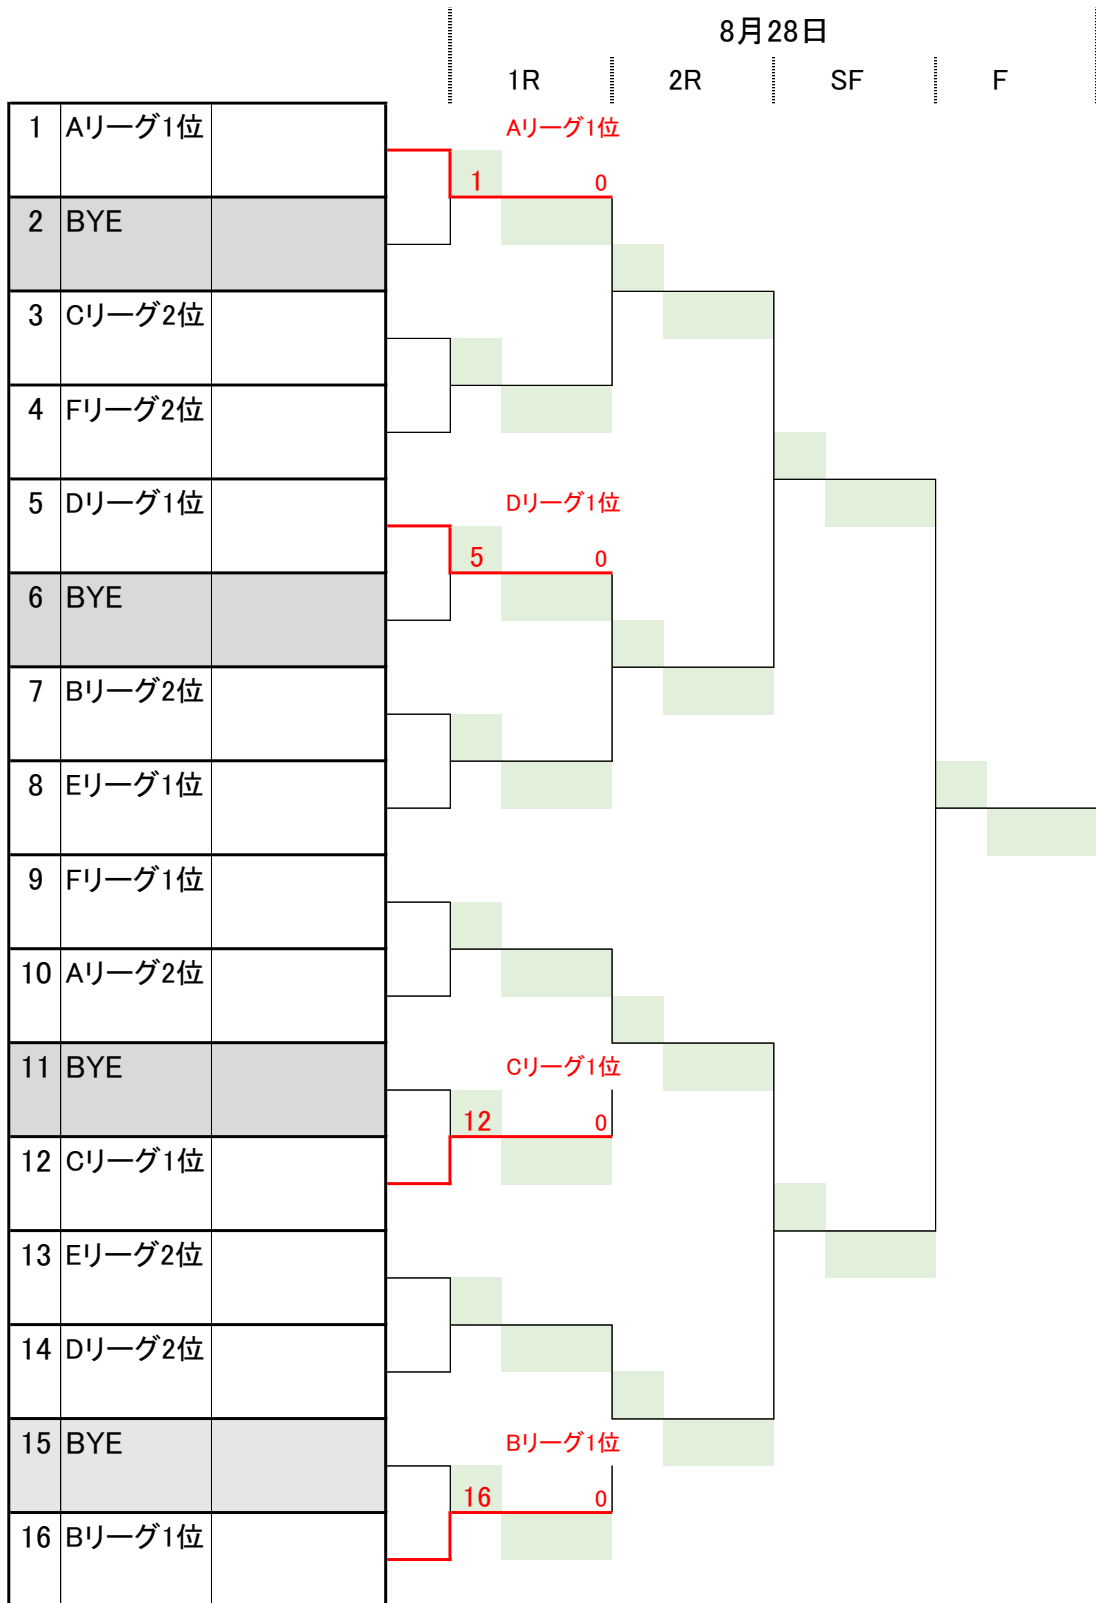 8月28日
1R 2R SF F
1 Aリーグ1位
Aリーグ1位
1 0
2 BYE
3 Cリーグ2位
4 Fリーグ2位
5 Dリーグ1位
Dリーグ1位
5 0
6 BYE
7 Bリーグ2位
8 Eリーグ1位
9 Fリーグ1位
10 Aリーグ2位
11 BYE
Cリーグ1位
12 0
12 Cリーグ1位
13 Eリーグ2位
14 Dリーグ2位
15 BYE
Bリーグ1位
16 0
16 Bリーグ1位